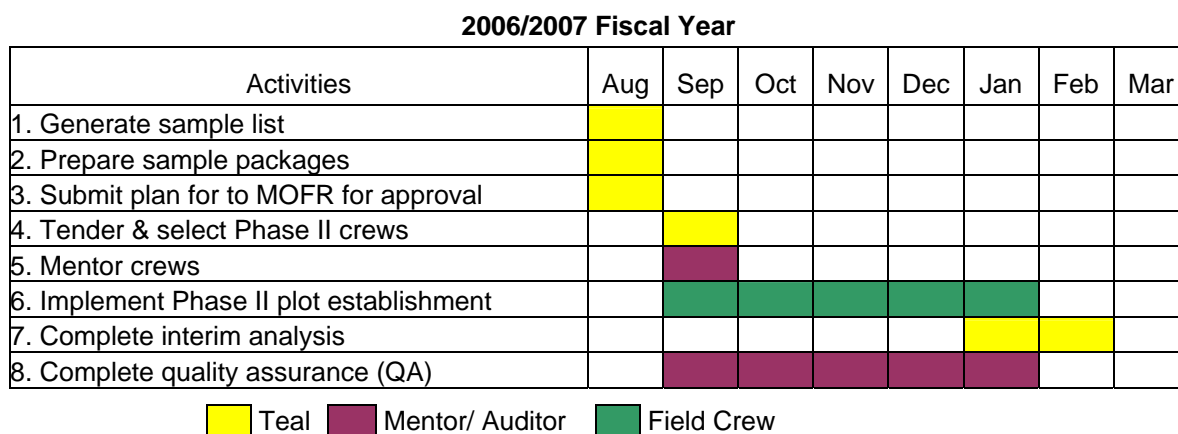 2006/2007 Fiscal Year
Activities Aug Sep Oct Nov Dec Jan Feb Mar
1. Generate sample list
2. Prepare sample packages
3. Submit plan for to MOFR for approval
4. Tender & select Phase II crews
5. Mentor crews
6. Implement Phase II plot establishment
7. Complete interim analysis
8. Complete quality assurance (QA)
Teal Mentor/ Auditor Field Crew